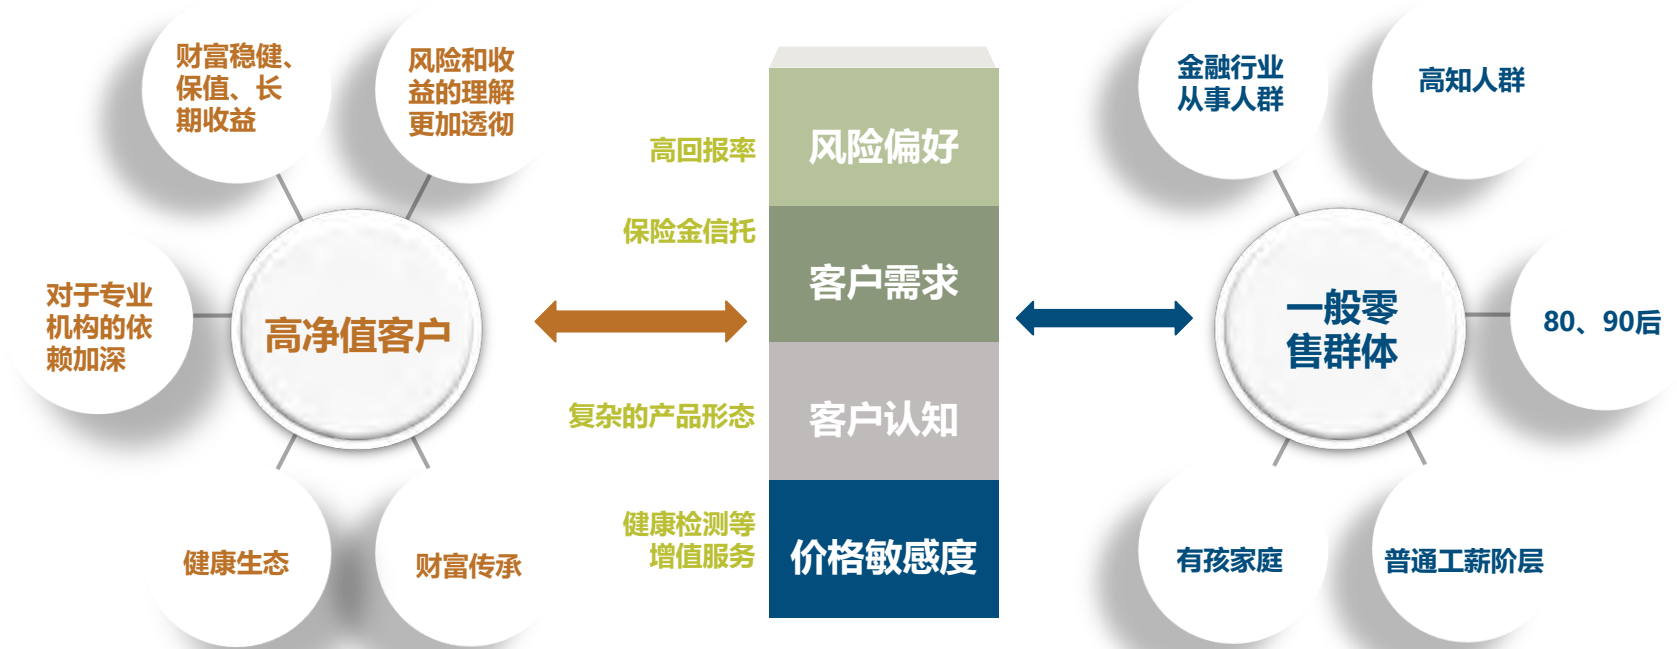 财富稳健、
保值、长
期收益
风险和收
益的理解
更加透彻
对于专业
机构的依
赖加深
高净值客户
健康生态
财富传承
高回报率
保险金信托
复杂的产品形态
健康检测等
增值服务
风险偏好
客户需求
客户认知
价格敏感度
金融行业
从事人群
高知人群
一般零
售群体
80、90后
有孩家庭
普通工薪阶层